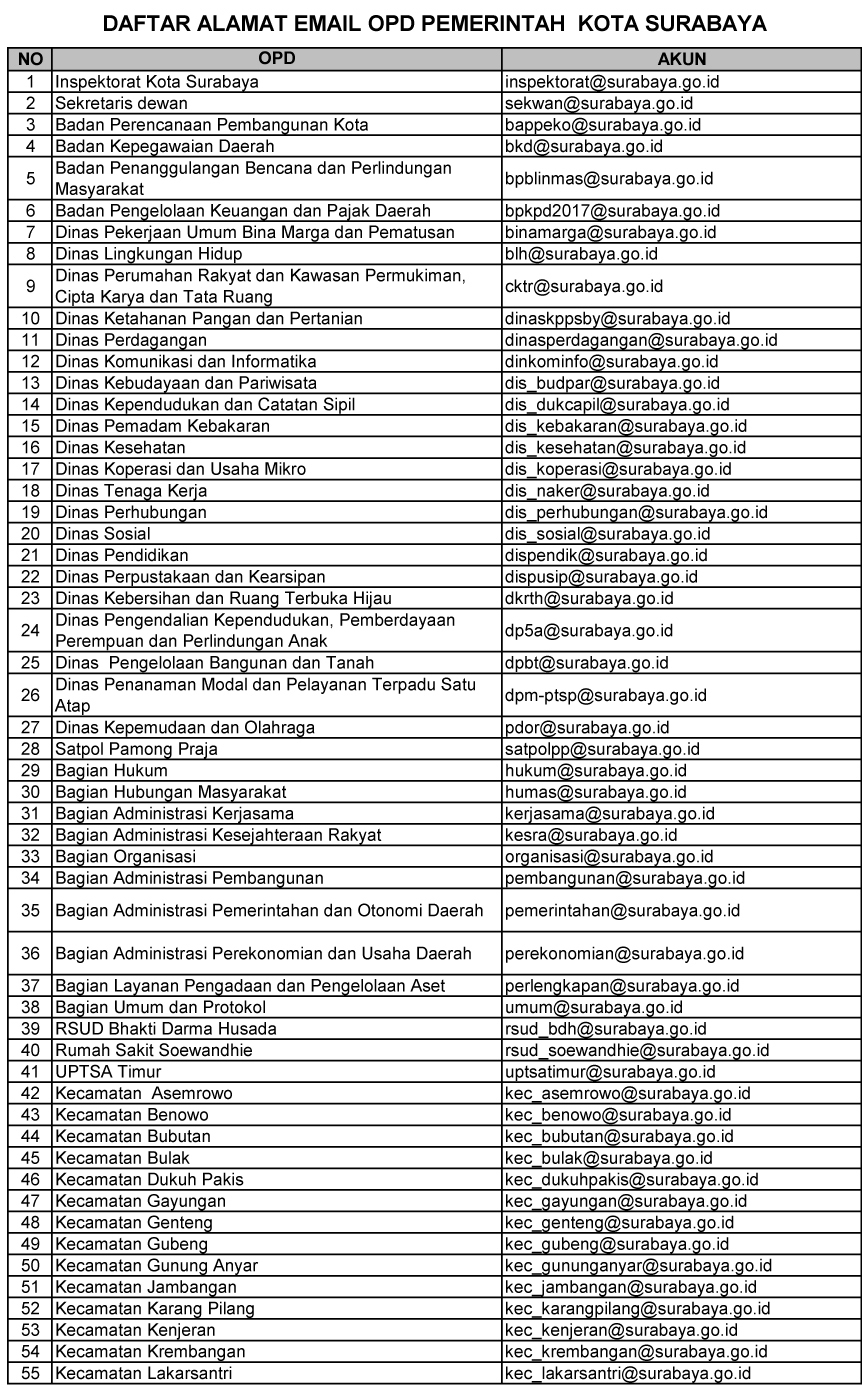 DAFTAR ALAMAT EMAIL OPD PEMERINTAH KOTA SURABAYA
NO OPD AKUN
1 Inspektorat Kota Surabaya inspektorat@surabaya.go.id
2 Sekretaris dewan sekwan@surabaya.go.id
3 Badan Perencanaan Pembangunan Kota bappeko@surabaya.go.id
4 Badan Kepegawaian Daerah bkd@surabaya.go.id
5 Badan Penanggulangan Bencana dan Perlindungan
Masyarakat bpblinmas@surabaya.go.id
6 Badan Pengelolaan Keuangan dan Pajak Daerah bpkpd2017@surabaya.go.id
7 Dinas Pekerjaan Umum Bina Marga dan Pematusan binamarga@surabaya.go.id
8 Dinas Lingkungan Hidup blh@surabaya.go.id
9 Dinas Perumahan Rakyat dan Kawasan Permukiman,
Cipta Karya dan Tata Ruang cktr@surabaya.go.id
10 Dinas Ketahanan Pangan dan Pertanian dinaskppsby@surabaya.go.id
11 Dinas Perdagangan dinasperdagangan@surabaya.go.id
12 Dinas Komunikasi dan Informatika dinkominfo@surabaya.go.id
13 Dinas Kebudayaan dan Pariwisata dis_budpar@surabaya.go.id
14 Dinas Kependudukan dan Catatan Sipil dis_dukcapil@surabaya.go.id
15 Dinas Pemadam Kebakaran dis_kebakaran@surabaya.go.id
16 Dinas Kesehatan dis_kesehatan@surabaya.go.id
17 Dinas Koperasi dan Usaha Mikro dis_koperasi@surabaya.go.id
18 Dinas Tenaga Kerja dis_naker@surabaya.go.id
19 Dinas Perhubungan dis_perhubungan@surabaya.go.id
20 Dinas Sosial dis_sosial@surabaya.go.id
21 Dinas Pendidikan dispendik@surabaya.go.id
22 Dinas Perpustakaan dan Kearsipan dispusip@surabaya.go.id
23 Dinas Kebersihan dan Ruang Terbuka Hijau dkrth@surabaya.go.id
24 Dinas Pengendalian Kependudukan, Pemberdayaan
Perempuan dan Perlindungan Anak dp5a@surabaya.go.id
25 Dinas Pengelolaan Bangunan dan Tanah dpbt@surabaya.go.id
26 Dinas Penanaman Modal dan Pelayanan Terpadu Satu
Atap dpm-ptsp@surabaya.go.id
27 Dinas Kepemudaan dan Olahraga pdor@surabaya.go.id
28 Satpol Pamong Praja satpolpp@surabaya.go.id
29 Bagian Hukum hukum@surabaya.go.id
30 Bagian Hubungan Masyarakat humas@surabaya.go.id
31 Bagian Administrasi Kerjasama kerjasama@surabaya.go.id
32 Bagian Administrasi Kesejahteraan Rakyat kesra@surabaya.go.id
33 Bagian Organisasi organisasi@surabaya.go.id
34 Bagian Administrasi Pembangunan pembangunan@surabaya.go.id
35 Bagian Administrasi Pemerintahan dan Otonomi Daerah pemerintahan@surabaya.go.id
36 Bagian Administrasi Perekonomian dan Usaha Daerah perekonomian@surabaya.go.id
37 Bagian Layanan Pengadaan dan Pengelolaan Aset perlengkapan@surabaya.go.id
38 Bagian Umum dan Protokol umum@surabaya.go.id
39 RSUD Bhakti Darma Husada rsud_bdh@surabaya.go.id
40 Rumah Sakit Soewandhie rsud_soewandhie@surabaya.go.id
41 UPTSA Timur uptsatimur@surabaya.go.id
42 Kecamatan Asemrowo kec_asemrowo@surabaya.go.id
43 Kecamatan Benowo kec_benowo@surabaya.go.id
44 Kecamatan Bubutan kec_bubutan@surabaya.go.id
45 Kecamatan Bulak kec_bulak@surabaya.go.id
46 Kecamatan Dukuh Pakis kec_dukuhpakis@surabaya.go.id
47 Kecamatan Gayungan kec_gayungan@surabaya.go.id
48 Kecamatan Genteng kec_genteng@surabaya.go.id
49 Kecamatan Gubeng kec_gubeng@surabaya.go.id
50 Kecamatan Gunung Anyar kec_gununganyar@surabaya.go.id
51 Kecamatan Jambangan kec_jambangan@surabaya.go.id
52 Kecamatan Karang Pilang kec_karangpilang@surabaya.go.id
53 Kecamatan Kenjeran kec_kenjeran@surabaya.go.id
54 Kecamatan Krembangan kec_krembangan@surabaya.go.id
55 Kecamatan Lakarsantri kec_lakarsantri@surabaya.go.id